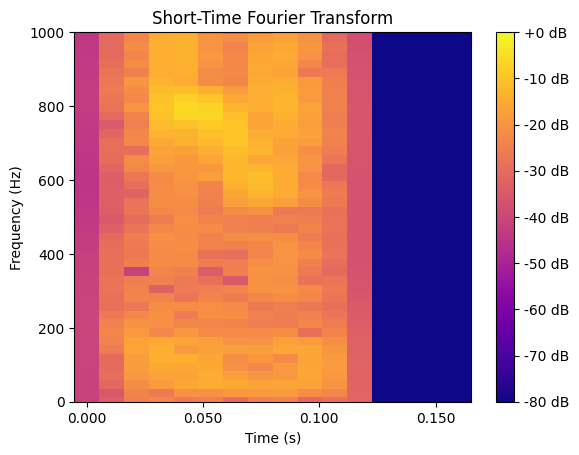 Short-Time Fourier Transform
Frequency (Hz)
1000
800
600
400
200
0
0.000
0.050
0.100
0.150
Time (s)
+0 dB
-10 dB
-20 dB
-30 dB
-40 dB
-50 dB
-60 dB
-70 dB
-80 dB